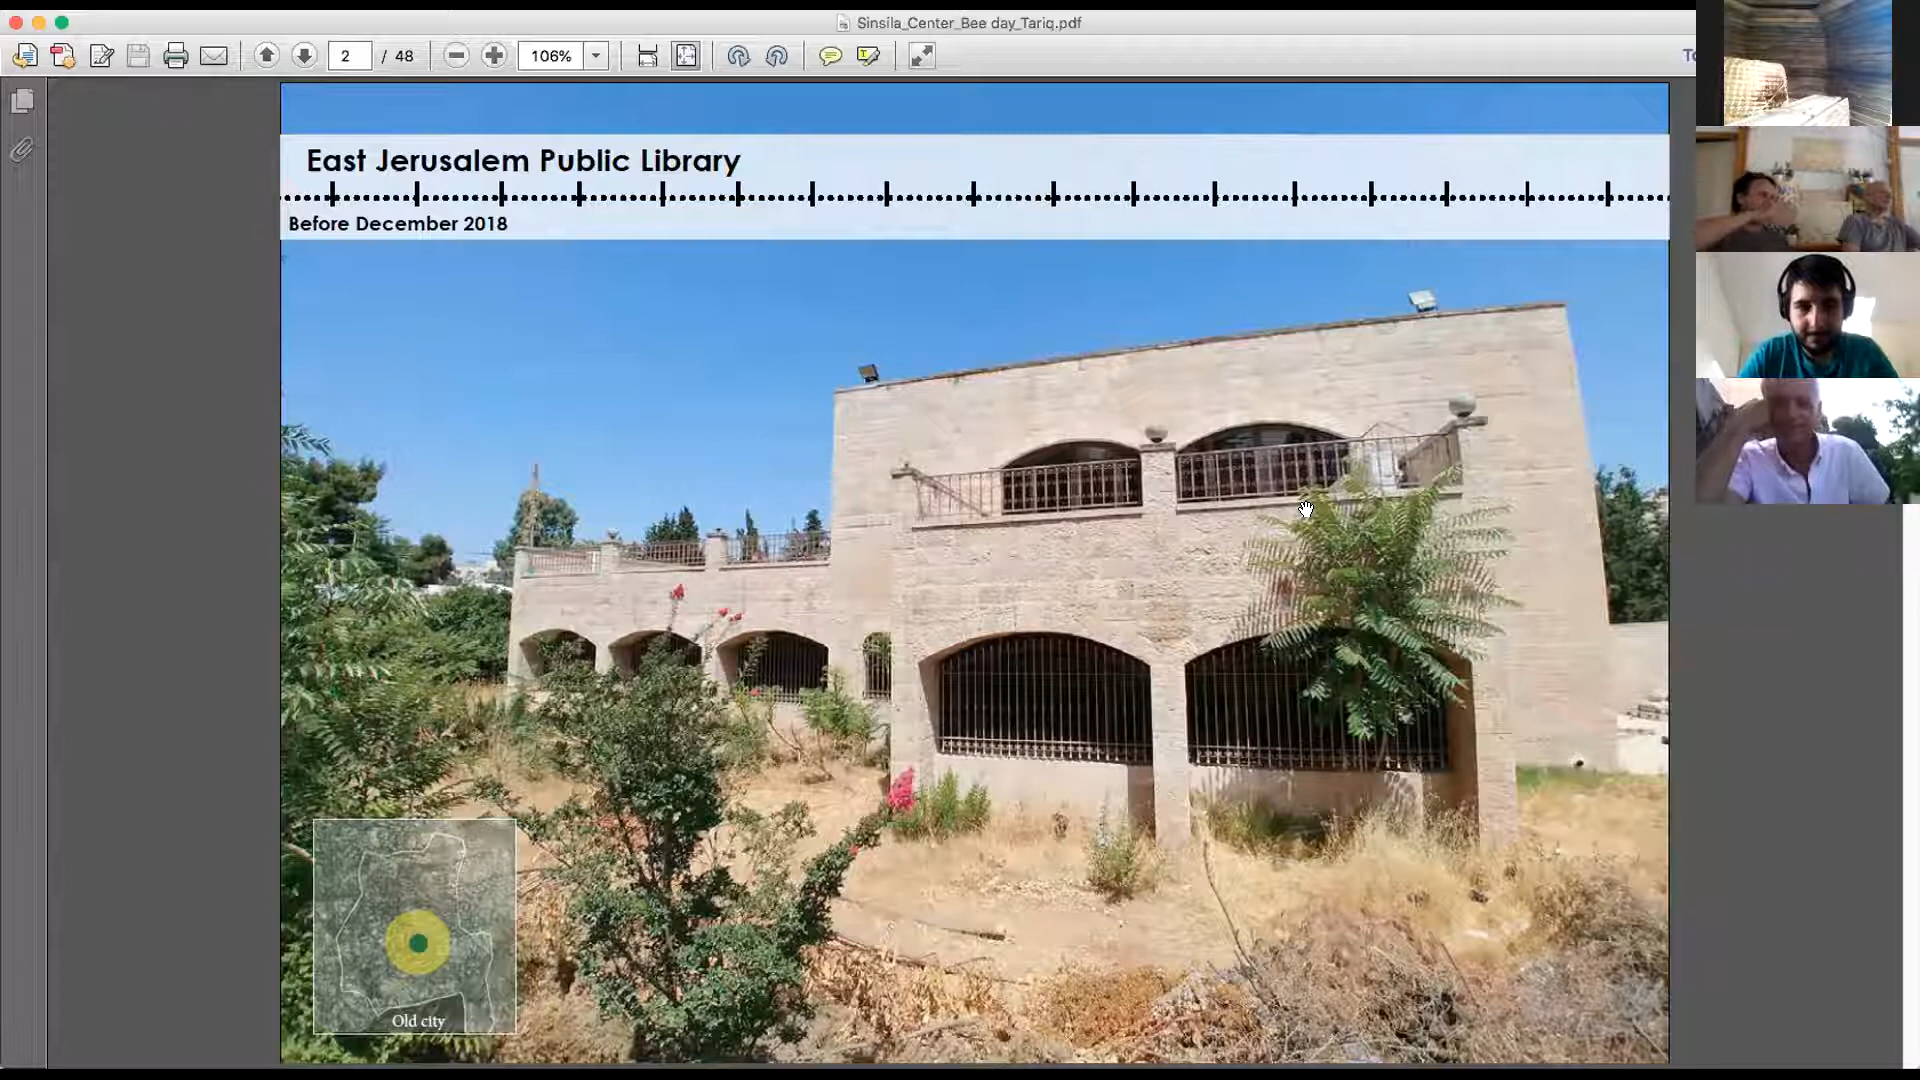 Sinsila_Center_Bee day_Tariq.pdf
2 / 48
106%
East Jerusalem Public Library
Before December 2018
Old city